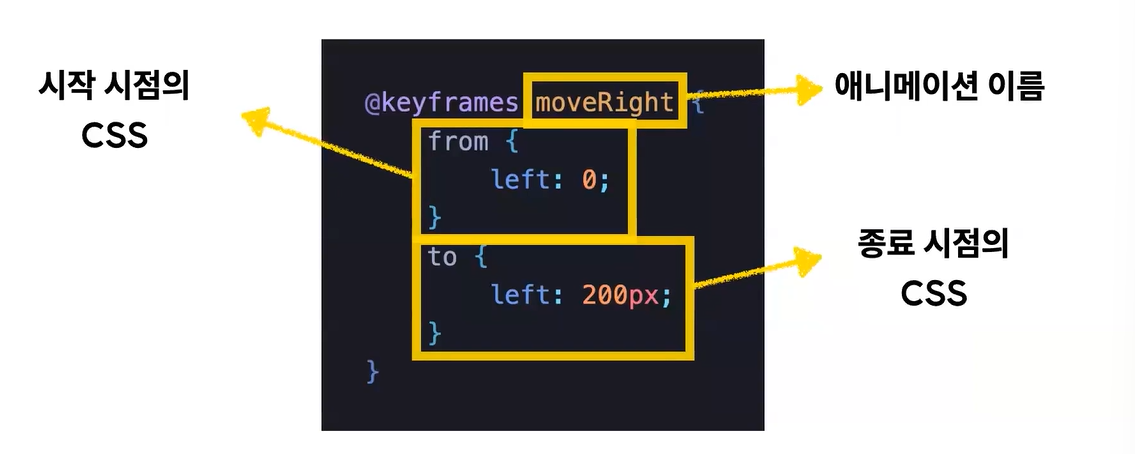 시작 시점의
CSS
@keyframes moveRight {
from {
left: 0;
}
to {
left: 200px;
}
}
애니메이션 이름
종료 시점의
CSS